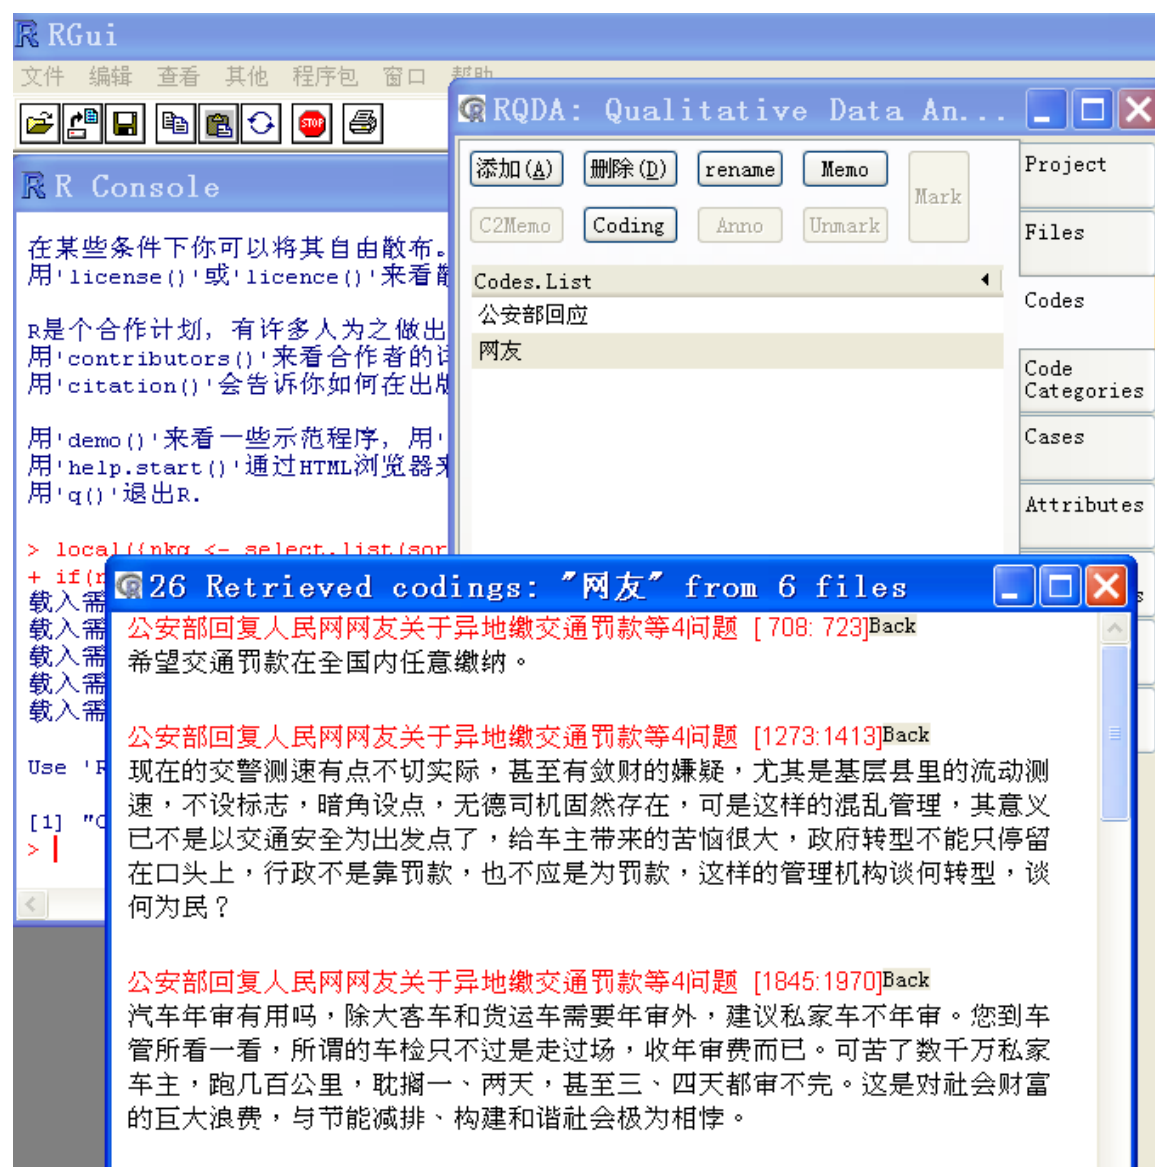 RGui
文件 编辑 查看 其他 程序包 窗口 帮助
RQDA: Qualitative Data An...
添加(A) 删除(D) rename Memo Mark
C2Memo Coding Anno Unmark
Codes.List
公安部回应
网友
Project
Files
Codes
Code
Categories
Cases
Attributes
R Console
在某些条件下你可以将其自由散布。
用'license()'或'licence()'来看散
R是个合作计划，有许多人为之做出
用'contributors()'来看合作者的详
用'citation()'会告诉你如何在出版
用'demo()'来看一些示范程序，用'
用'help.start()'通过HTML浏览器来
用'q()'退出R.
> local({pkg <- select.list(sor
+ if(n
载入需
载入需
载入需
载入需
载入需
Use 'R
[1] "C
>
26 Retrieved codings: "网友" from 6 files
公安部回复人民网网友关于异地缴交通罚款等4问题 [ 708: 723]Back
希望交通罚款在全国内任意缴纳。
公安部回复人民网网友关于异地缴交通罚款等4问题 [1273:1413]Back
现在的交警测速有点不切实际，甚至有敛财的嫌疑，尤其是基层县里的流动测
速，不设标志，暗角设点，无德司机固然存在，可是这样的混乱管理，其意义
已不是以交通安全为出发点了，给车主带来的苦恼很大，政府转型不能只停留
在口头上，行政不是靠罚款，也不应是为罚款，这样的管理机构谈何转型，谈
何为民？
公安部回复人民网网友关于异地缴交通罚款等4问题 [1845:1970]Back
汽车年审有用吗，除大客车和货运车需要年审外，建议私家车不年审。您到车
管所看一看，所谓的车检只不过是走过场，收年审费而已。可苦了数千万私家
车主，跑几百公里，耽搁一、两天，甚至三、四天都审不完。这是对社会财富
的巨大浪费，与节能减排、构建和谐社会极为相悖。